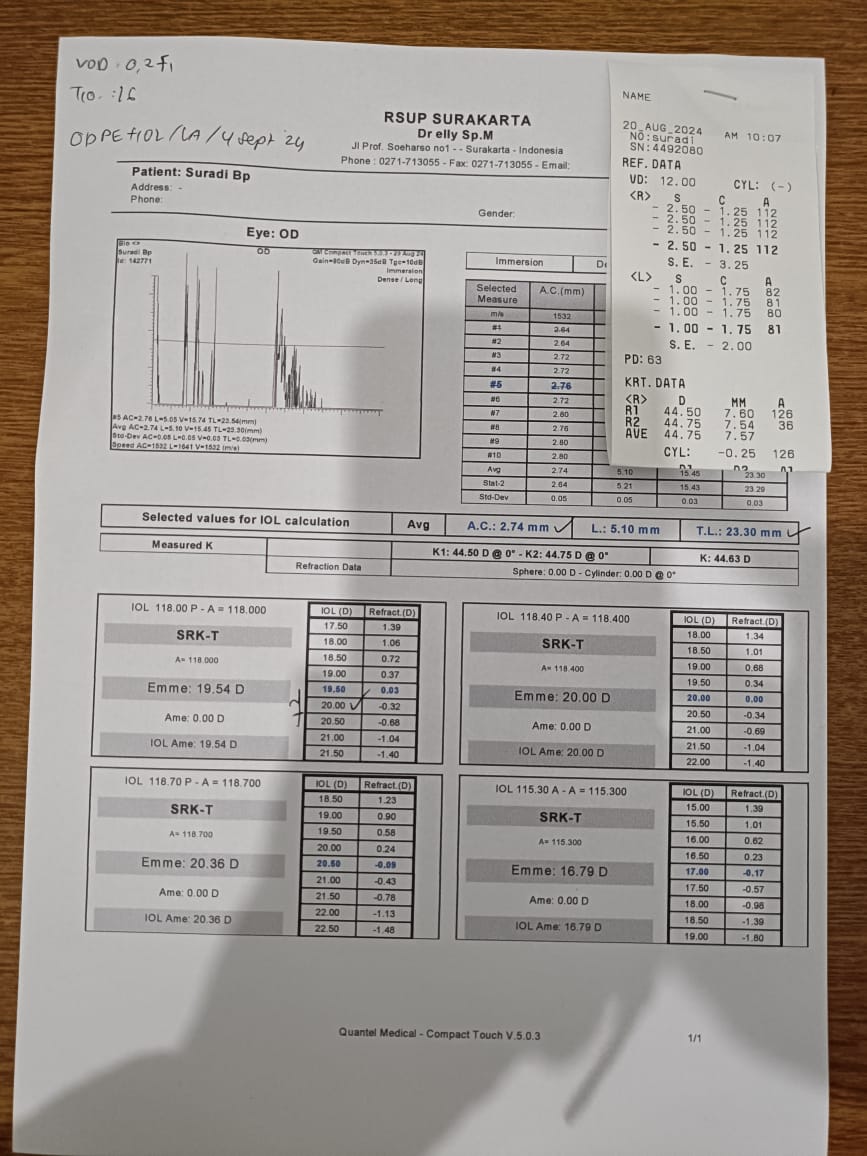 VOD : 0,2 f1
TIO : 16
OD PE + IOL / LA / 4 Sept 24
RSUP SURAKARTA
Dr elly Sp.M
Jl Prof. Soeharso no1 - - Surakarta - Indonesia
Phone : 0271-713055 - Fax: 0271-713055 - Email:
Patient: Suradi Bp
Address: -
Phone:
Gender:
Eye: OD
Bio <>
Suradi Bp
Id: 142771
OD
QM Compact Touch 5.0.3 - 29 Aug 24
Gain=80dB Dyn=35dB Tgc=10dB
Immersion
Dense / Long
#5 AC=2.76 L=5.05 V=15.74 TL=23.54(mm)
Avg AC=2.74 L=5.10 V=15.45 TL=23.30(mm)
Std-Dev AC=0.05 L=0.05 V=0.03 TL=0.03(mm)
Speed AC=1532 L=1641 V=1532 (m/s)
Immersion De
Selected Measure A.C.(mm)
m/s 1532
#1 2.64
#2 2.64
#3 2.72
#4 2.72
#5 2.76
#6 2.72
#7 2.80
#8 2.76
#9 2.80
#10 2.80
Avg 2.74 5.10 15.45 23.30
Stat-2 2.64 5.21 15.43 23.29
Std-Dev 0.05 0.05 0.03 0.03
NAME
20_AUG_2024 AM 10:07
NO:suradi
SN:4492080
REF. DATA
VD: 12.00 CYL: (-)
<R> S C A
- 2.50 - 1.25 112
- 2.50 - 1.25 112
- 2.50 - 1.25 112
- 2.50 - 1.25 112
S.E. - 3.25
<L> S C A
- 1.00 - 1.75 82
- 1.00 - 1.75 81
- 1.00 - 1.75 80
- 1.00 - 1.75 81
S.E. - 2.00
PD: 63
KRT. DATA
<R> D MM A
R1 44.50 7.60 126
R2 44.75 7.54 36
AVE 44.75 7.57
CYL: -0.25 126
Selected values for IOL calculation Avg A.C.: 2.74 mm ✓ L.: 5.10 mm T.L.: 23.30 mm ✓
Measured K K1: 44.50 D @ 0° - K2: 44.75 D @ 0° K: 44.63 D
Refraction Data Sphere: 0.00 D - Cylinder: 0.00 D @ 0°
IOL 118.00 P - A = 118.000
SRK-T
A= 118.000
Emme: 19.54 D
Ame: 0.00 D
IOL Ame: 19.54 D
IOL (D) Refract.(D)
17.50 1.39
18.00 1.06
18.50 0.72
19.00 0.37
19.50 0.03
20.00 ✓ -0.32
20.50 -0.68
21.00 -1.04
21.50 -1.40
IOL 118.40 P - A = 118.400
SRK-T
A= 118.400
Emme: 20.00 D
Ame: 0.00 D
IOL Ame: 20.00 D
IOL (D) Refract.(D)
18.00 1.34
18.50 1.01
19.00 0.68
19.50 0.34
20.00 0.00
20.50 -0.34
21.00 -0.69
21.50 -1.04
22.00 -1.40
IOL 118.70 P - A = 118.700
SRK-T
A= 118.700
Emme: 20.36 D
Ame: 0.00 D
IOL Ame: 20.36 D
IOL (D) Refract.(D)
18.50 1.23
19.00 0.90
19.50 0.58
20.00 0.24
20.50 -0.09
21.00 -0.43
21.50 -0.78
22.00 -1.13
22.50 -1.48
IOL 115.30 A - A = 115.300
SRK-T
A= 115.300
Emme: 16.79 D
Ame: 0.00 D
IOL Ame: 16.79 D
IOL (D) Refract.(D)
15.00 1.39
15.50 1.01
16.00 0.62
16.50 0.23
17.00 -0.17
17.50 -0.57
18.00 -0.98
18.50 -1.39
19.00 -1.80
Quantel Medical - Compact Touch V.5.0.3
1/1